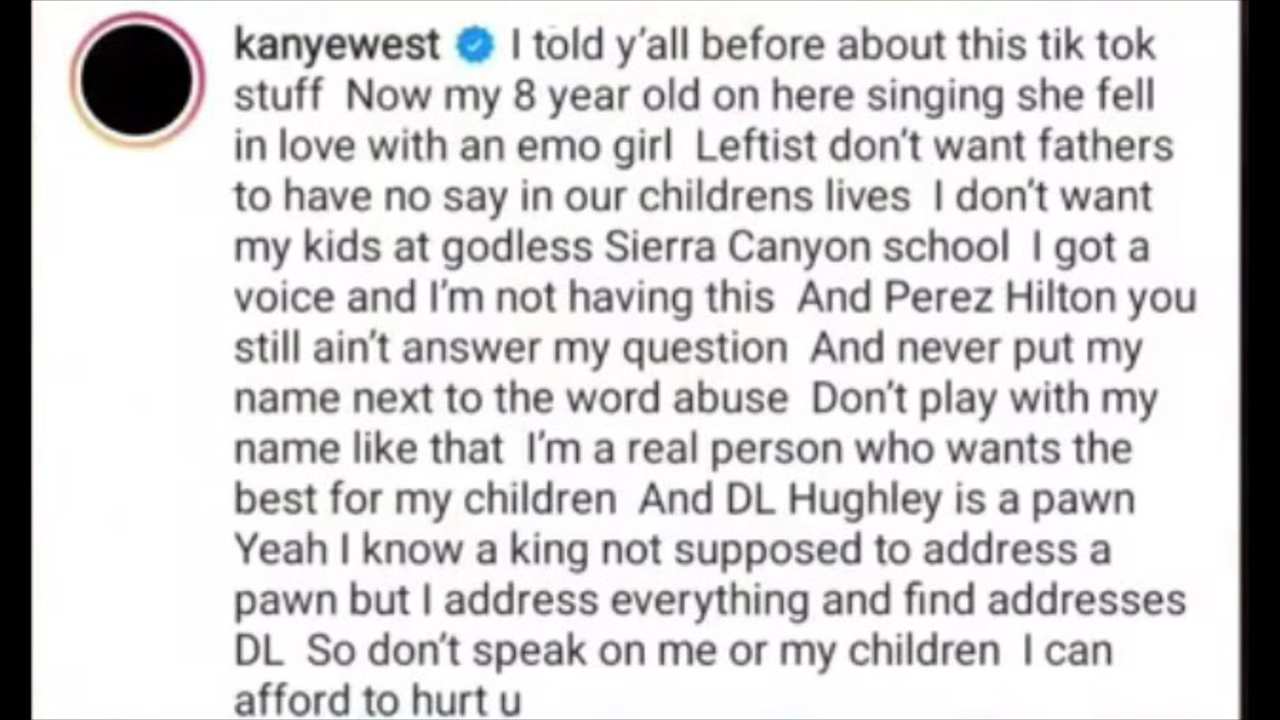 kanyewest I told y'all before about this tik tok
stuff Now my 8 year old on here singing she fell
in love with an emo girl Leftist don't want fathers
to have no say in our childrens lives I don't want
my kids at godless Sierra Canyon school I got a
voice and I'm not having this And Perez Hilton you
still ain't answer my question And never put my
name next to the word abuse Don't play with my
name like that I'm a real person who wants the
best for my children And DL Hughley is a pawn
Yeah I know a king not supposed to address a
pawn but I address everything and find addresses
DL So don't speak on me or my children I can
afford to hurt u